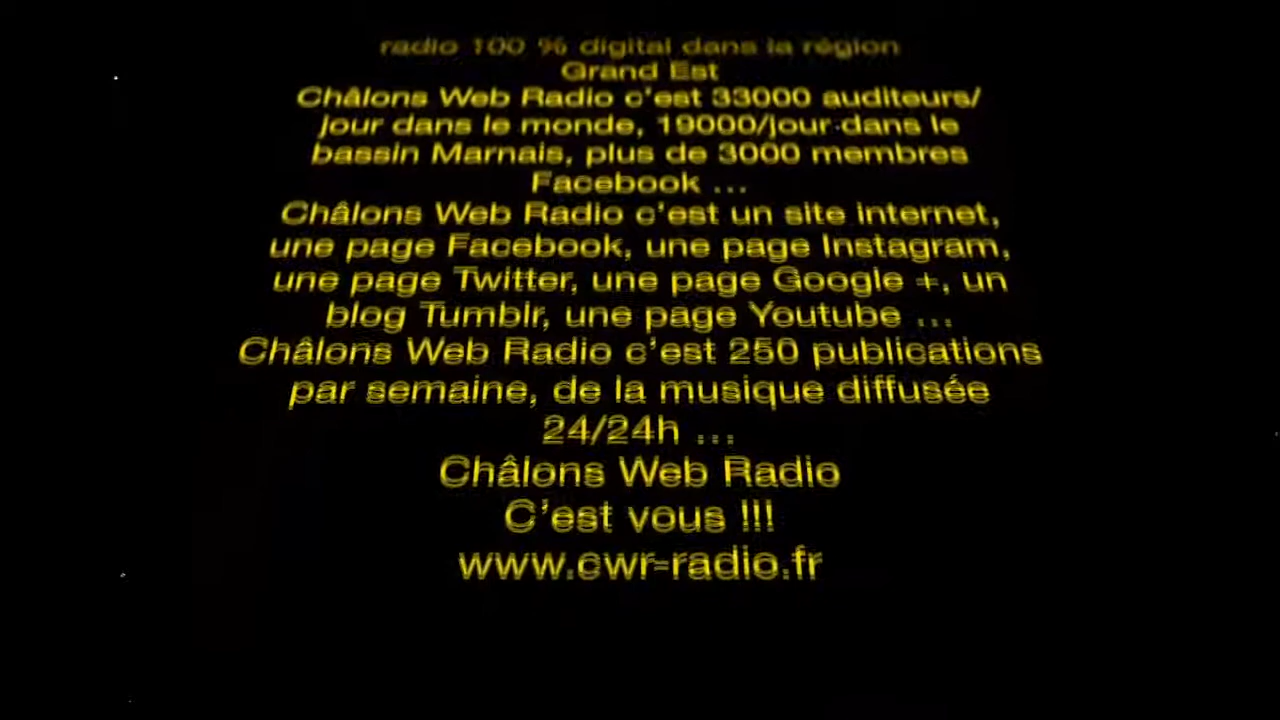 radio 100 % digital dans la région
Grand Est
Châlons Web Radio c'est 33000 auditeurs/
jour dans le monde, 19000/jour dans le
bassin Marnais, plus de 3000 membres
Facebook ...
Châlons Web Radio c'est un site internet,
une page Facebook, une page Instagram,
une page Twitter, une page Google +, un
blog Tumblr, une page Youtube ...
Châlons Web Radio c'est 250 publications
par semaine, de la musique diffusée
24/24h ...
Châlons Web Radio
C'est vous !!!
www.cwr-radio.fr